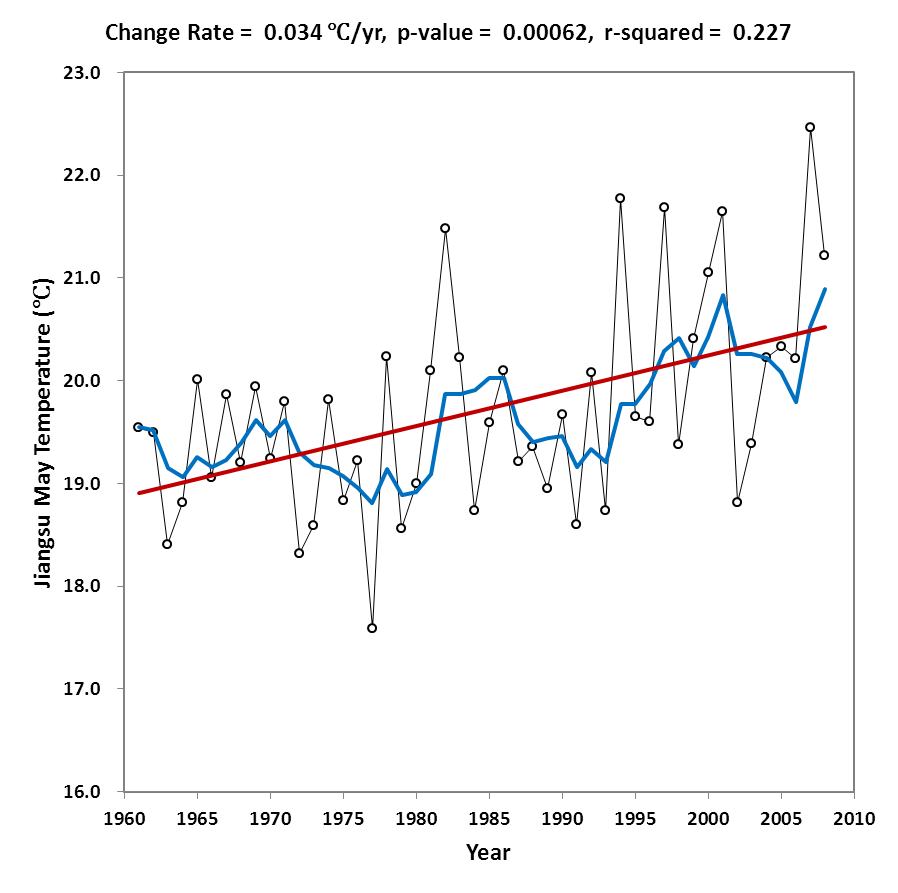 Change Rate = 0.034 ℃/yr, p-value = 0.00062, r-squared = 0.227
23.0
22.0
21.0
20.0
19.0
18.0
17.0
16.0
Jiangsu May Temperature (℃)
1960 1965 1970 1975 1980 1985 1990 1995 2000 2005 2010
Year